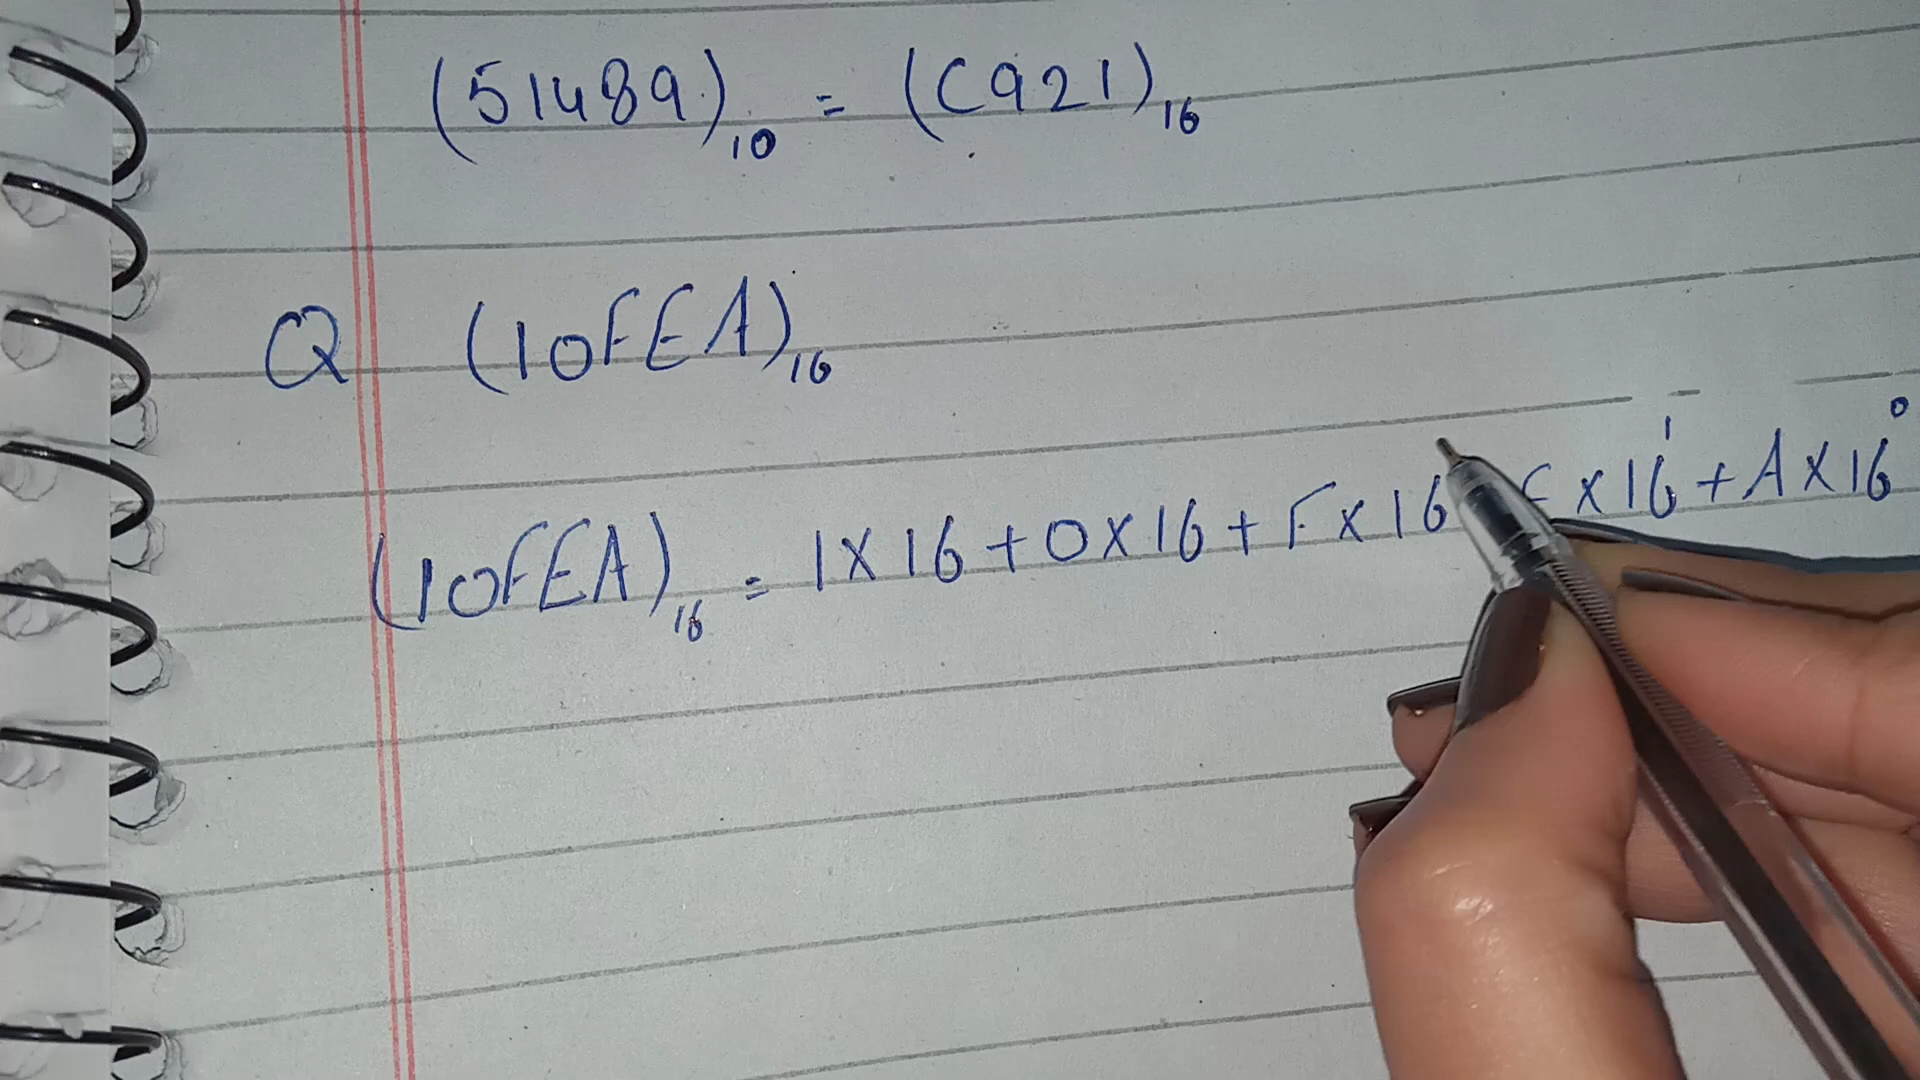 (51489)₁₀ = (C921)₁₆
Q (10FEA)₁₆
(10FEA)₁₆ = 1×16 + 0×16 + F×16 E×16¹ + A×16⁰